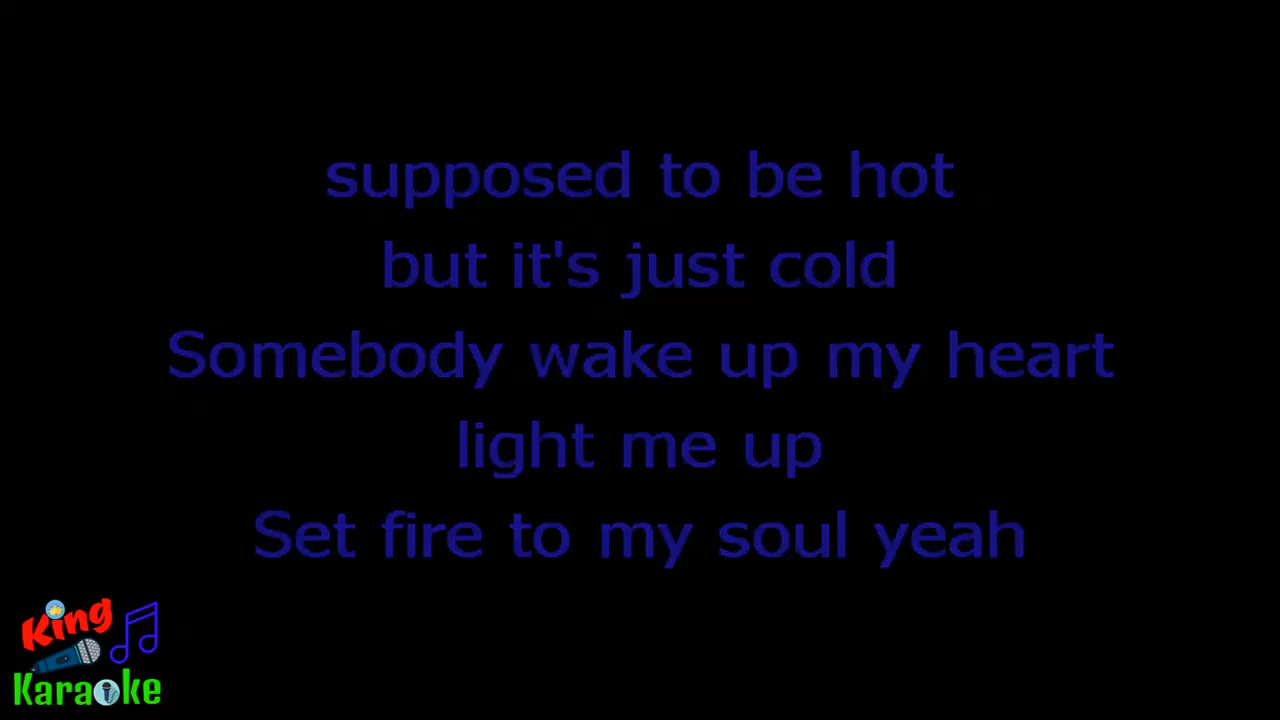 supposed to be hot
but it's just cold
Somebody wake up my heart
light me up
Set fire to my soul yeah
King
Karaoke